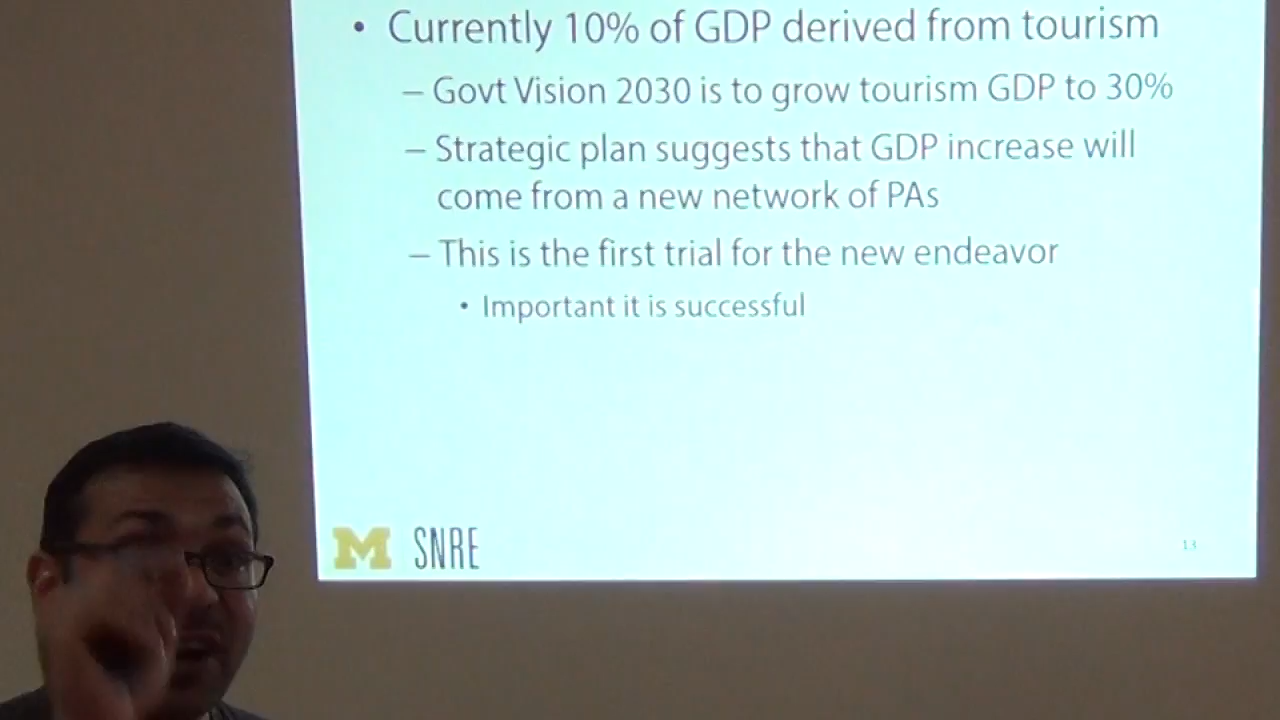 • Currently 10% of GDP derived from tourism
– Govt Vision 2030 is to grow tourism GDP to 30%
– Strategic plan suggests that GDP increase will
come from a new network of PAs
– This is the first trial for the new endeavor
• Important it is successful
M SNRE
13